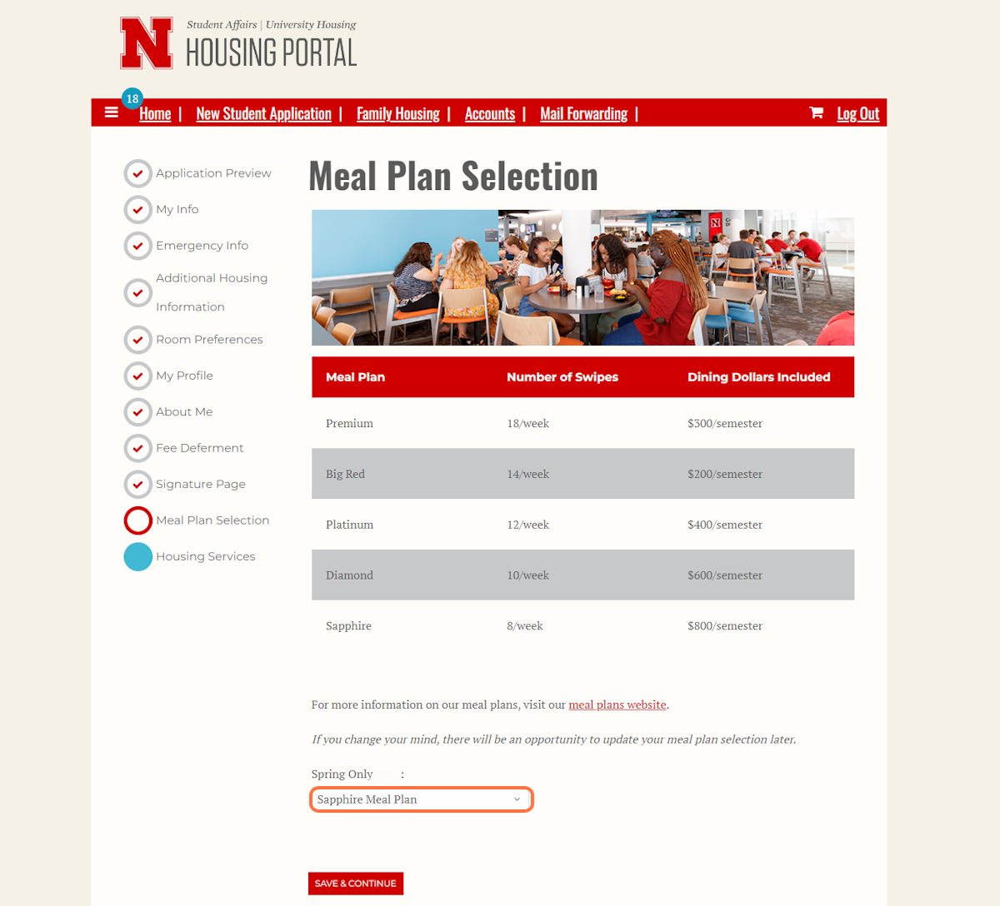 N
Student Affairs | University Housing
HOUSING PORTAL
18
Home | New Student Application | Family Housing | Accounts | Mail Forwarding | Log Out
Application Preview
My Info
Emergency Info
Additional Housing
Information
Room Preferences
My Profile
About Me
Fee Deferment
Signature Page
Meal Plan Selection
Housing Services
Meal Plan Selection
N
Meal Plan Number of Swipes Dining Dollars Included
Premium 18/week $300/semester
Big Red 14/week $200/semester
Platinum 12/week $400/semester
Diamond 10/week $600/semester
Sapphire 8/week $800/semester
For more information on our meal plans, visit our meal plans website.
If you change your mind, there will be an opportunity to update your meal plan selection later.
Spring Only :
Sapphire Meal Plan
SAVE & CONTINUE